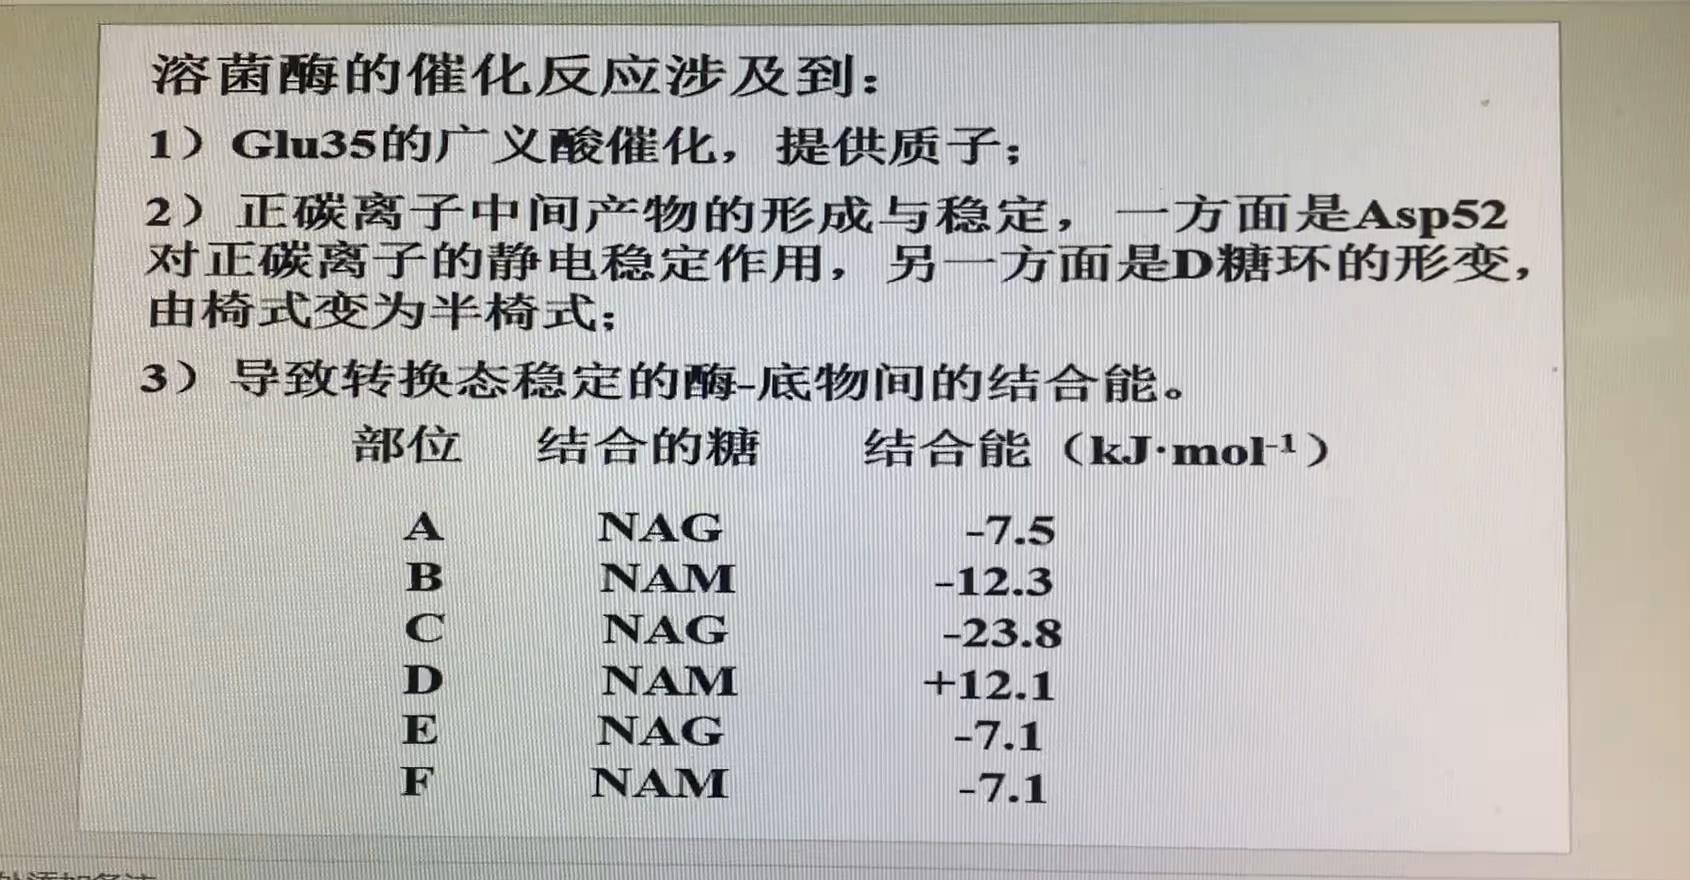 溶菌酶的催化反应涉及到：
1）Glu35的广义酸催化，提供质子；
2）正碳离子中间产物的形成与稳定，一方面是Asp52
对正碳离子的静电稳定作用，另一方面是D糖环的形变，
由椅式变为半椅式；
3）导致转换态稳定的酶-底物间的结合能。
部位 结合的糖 结合能（kJ·mol⁻¹）
A NAG -7.5
B NAM -12.3
C NAG -23.8
D NAM +12.1
E NAG -7.1
F NAM -7.1